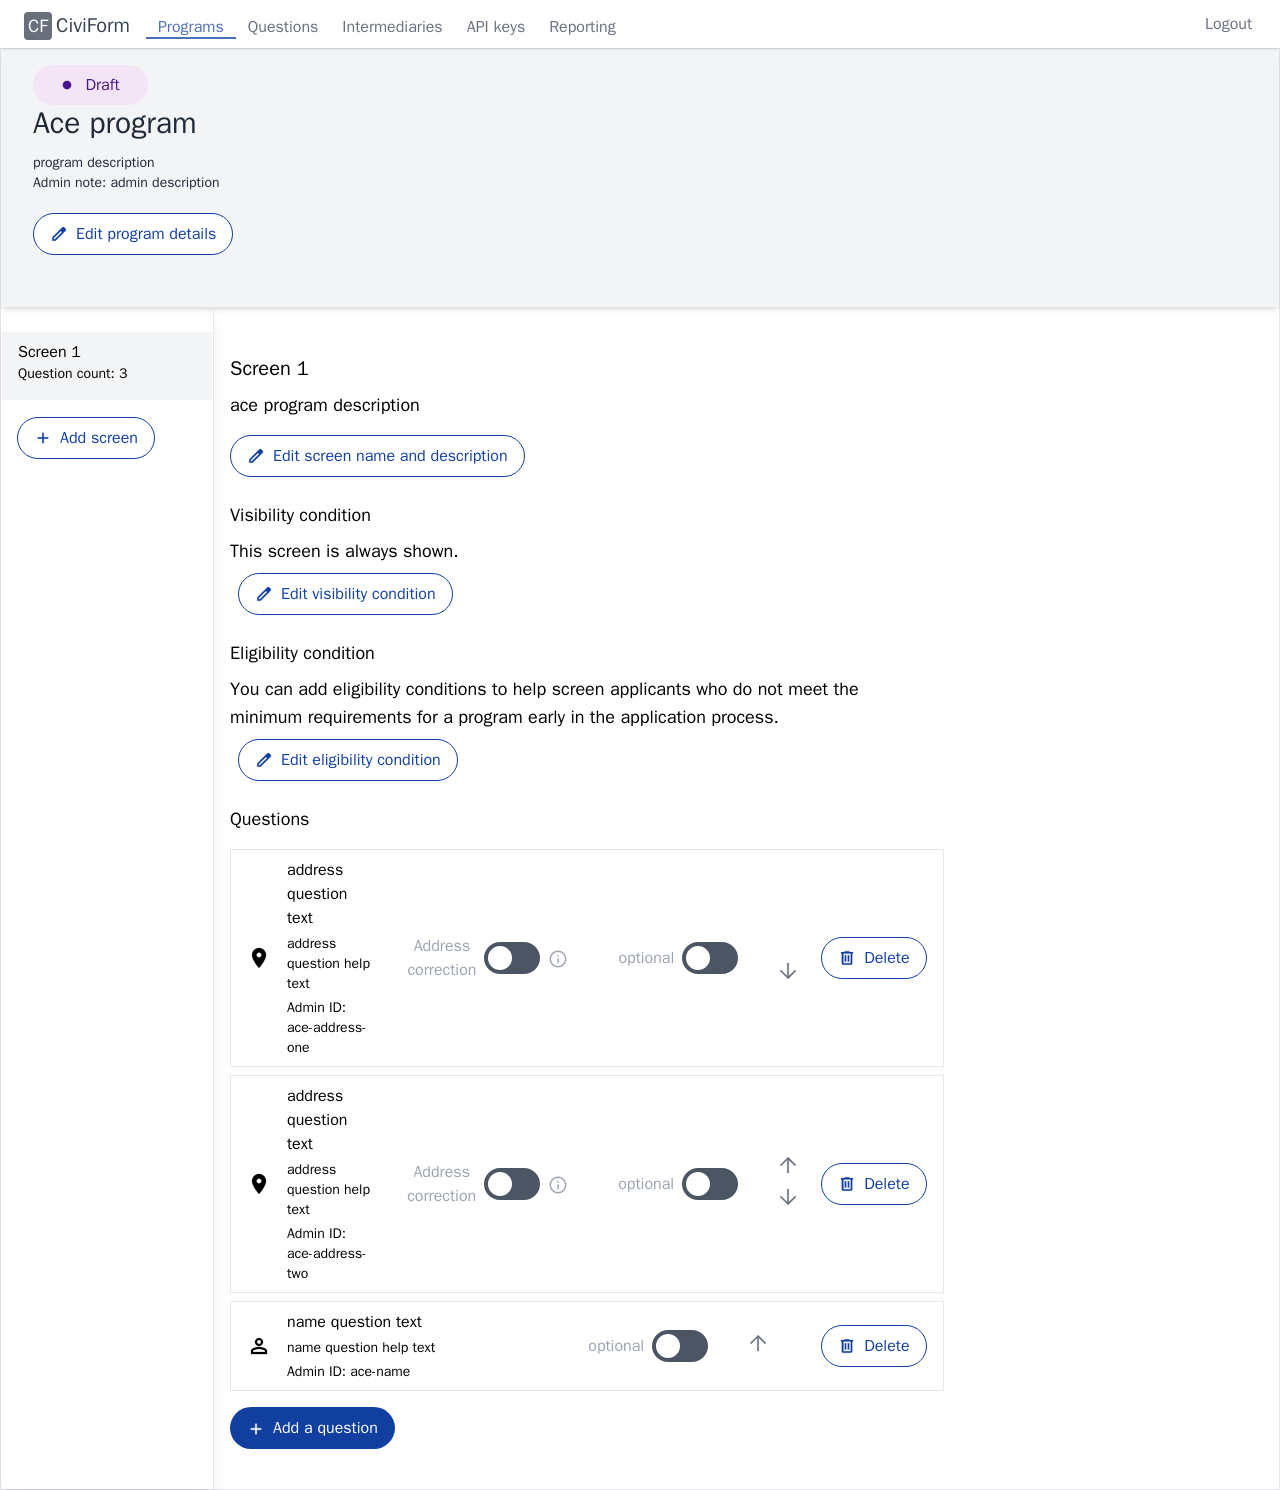 CF CiviForm Programs Questions Intermediaries API keys Reporting Logout
Draft
Ace program
program description
Admin note: admin description
Edit program details
Screen 1
Question count: 3
Add screen
Screen 1
ace program description
Edit screen name and description
Visibility condition
This screen is always shown.
Edit visibility condition
Eligibility condition
You can add eligibility conditions to help screen applicants who do not meet the
minimum requirements for a program early in the application process.
Edit eligibility condition
Questions
address
question
text
address
question help
text
Admin ID:
ace-address-
one
Address
correction
optional
Delete
address
question
text
address
question help
text
Admin ID:
ace-address-
two
Address
correction
optional
Delete
name question text
name question help text
Admin ID: ace-name
optional
Delete
Add a question